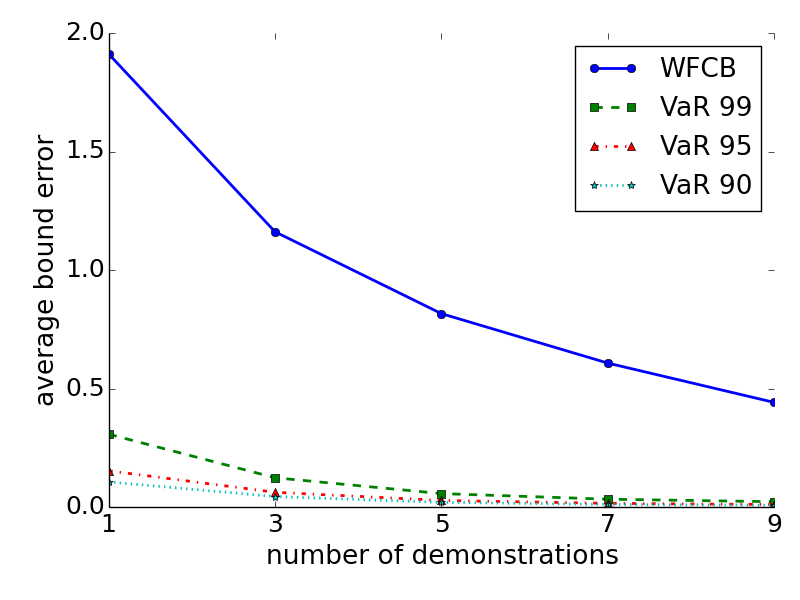 2.0
1.5
1.0
0.5
0.0
average bound error
1 3 5 7 9
number of demonstrations
WFCB
VaR 99
VaR 95
VaR 90